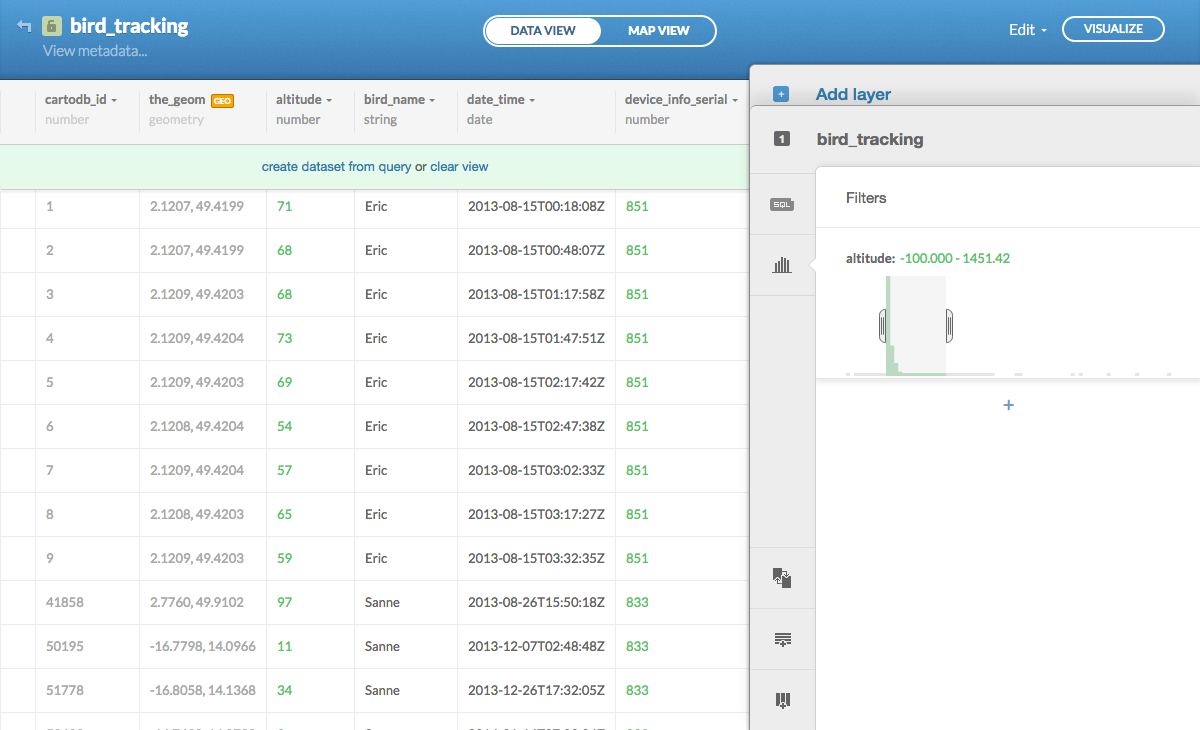 bird_tracking
View metadata...
DATA VIEW MAP VIEW
Edit VISUALIZE
cartodb_id the_geom GEO altitude bird_name date_time device_info_serial
number geometry number string date number
create dataset from query or clear view
1 2.1207, 49.4199 71 Eric 2013-08-15T00:18:08Z 851
2 2.1207, 49.4199 68 Eric 2013-08-15T00:48:07Z 851
3 2.1209, 49.4203 68 Eric 2013-08-15T01:17:58Z 851
4 2.1209, 49.4204 73 Eric 2013-08-15T01:47:51Z 851
5 2.1209, 49.4203 69 Eric 2013-08-15T02:17:42Z 851
6 2.1208, 49.4204 54 Eric 2013-08-15T02:47:38Z 851
7 2.1209, 49.4204 57 Eric 2013-08-15T03:02:33Z 851
8 2.1208, 49.4203 65 Eric 2013-08-15T03:17:27Z 851
9 2.1209, 49.4203 59 Eric 2013-08-15T03:32:35Z 851
41858 2.7760, 49.9102 97 Sanne 2013-08-26T15:50:18Z 833
50195 -16.7798, 14.0966 11 Sanne 2013-12-07T02:48:48Z 833
51778 -16.8058, 14.1368 34 Sanne 2013-12-26T17:32:05Z 833
+ Add layer
1 bird_tracking
SQL
Filters
altitude: -100.000 - 1451.42
+